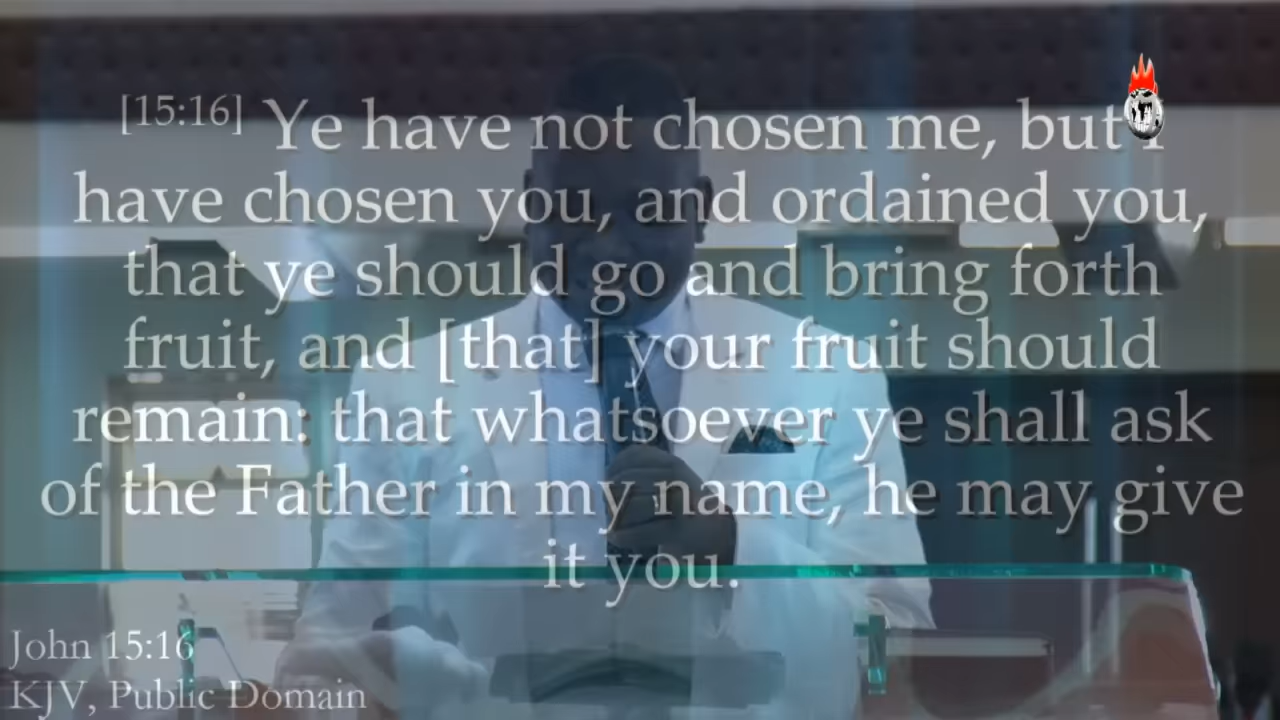 [15:16] Ye have not chosen me, but I
have chosen you, and ordained you,
that ye should go and bring forth
fruit, and [that] your fruit should
remain: that whatsoever ye shall ask
of the Father in my name, he may give
it you.
John 15:16
KJV, Public Domain